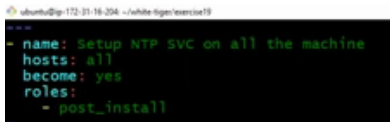 ubuntu@ip-172-31-16-204: ~/white-tiger/exercise19
---
- name: Setup NTP SVC on all the machine
hosts: all
become: yes
roles:
- post_install